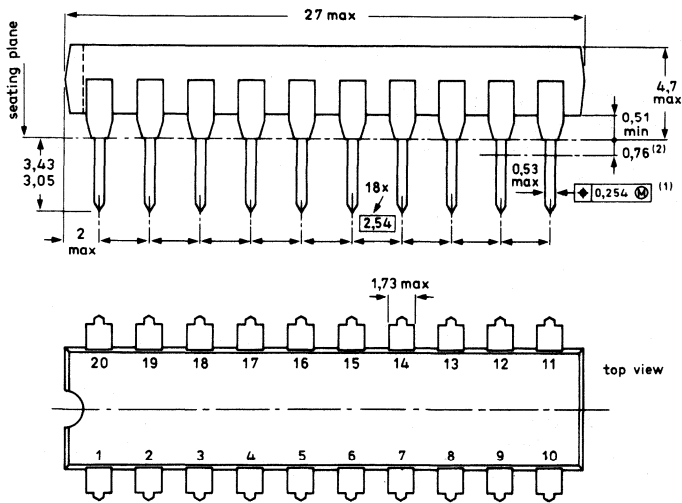 27 max
seating plane
4,7
max
0,51
min
0,76 (2)
3,43
3,05
0,53
max
0,254 M (1)
18x
2,54
2
max
1,73 max
20 19 18 17 16 15 14 13 12 11
top view
1 2 3 4 5 6 7 8 9 10